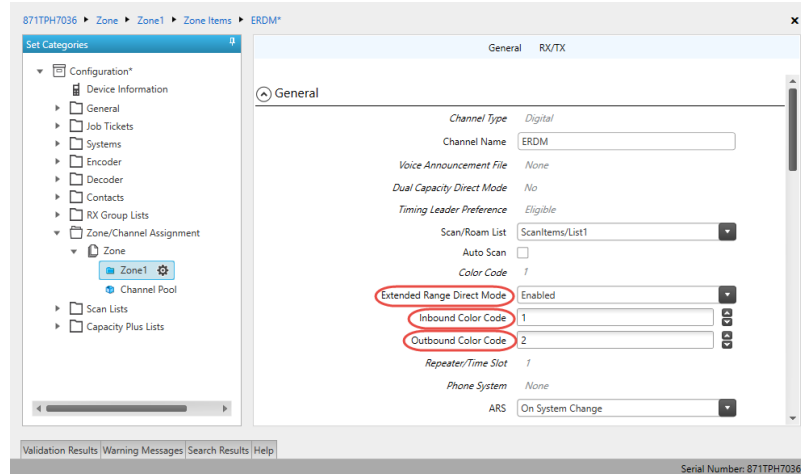 871TPH7036 ▸ Zone ▸ Zone1 ▸ Zone Items ▸ ERDM*
x
Set Categories
Configuration*
Device Information
General
Job Tickets
Systems
Encoder
Decoder
Contacts
RX Group Lists
Zone/Channel Assignment
Zone
Zone1
Channel Pool
Scan Lists
Capacity Plus Lists
General RX/TX
General
Channel Type Digital
Channel Name ERDM
Voice Announcement File None
Dual Capacity Direct Mode No
Timing Leader Preference Eligible
Scan/Roam List ScanItems/List1
Auto Scan
Color Code 1
Extended Range Direct Mode Enabled
Inbound Color Code 1
Outbound Color Code 2
Repeater/Time Slot 1
Phone System None
ARS On System Change
Validation Results Warning Messages Search Results Help
Serial Number: 871TPH7036